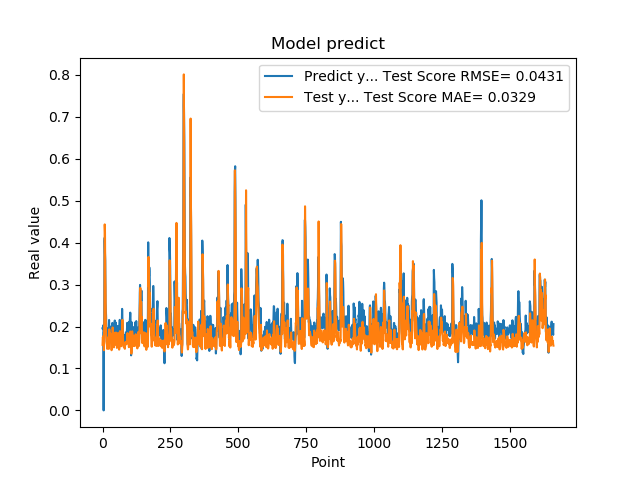 Model predict
Predict y... Test Score RMSE= 0.0431
Test y... Test Score MAE= 0.0329
0.8
0.7
0.6
0.5
0.4
0.3
0.2
0.1
0.0
Real value
0 250 500 750 1000 1250 1500
Point